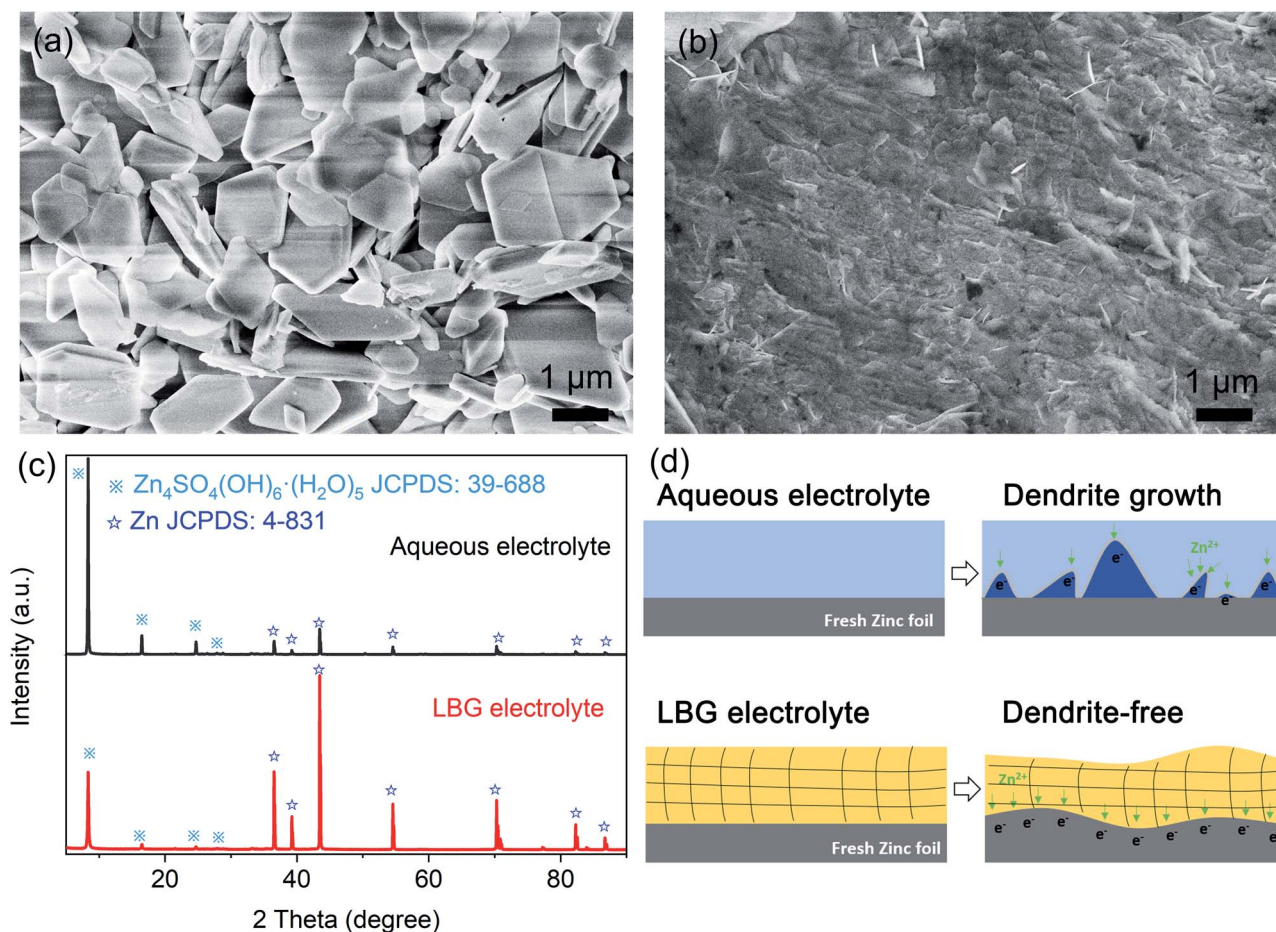 (a)
1 μm
(b)
1 μm
(c)
※ Zn₄SO₄(OH)₆·(H₂O)₅ JCPDS: 39-688
☆ Zn JCPDS: 4-831
Aqueous electrolyte
LBG electrolyte
Intensity (a.u.)
20 40 60 80
2 Theta (degree)
(d)
Aqueous electrolyte
Fresh Zinc foil
Dendrite growth
Zn²⁺
e⁻ e⁻ e⁻ e⁻ e⁻ e⁻
LBG electrolyte
Fresh Zinc foil
Dendrite-free
Zn²⁺
e⁻ e⁻ e⁻ e⁻ e⁻ e⁻ e⁻ e⁻ e⁻ e⁻